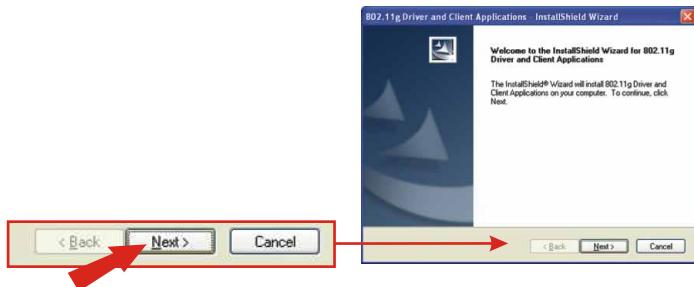 802.11g Driver and Client Applications - InstallShield Wizard
Welcome to the InstallShield Wizard for 802.11g
Driver and Client Applications
The InstallShield® Wizard will install 802.11g Driver and
Client Applications on your computer. To continue, click
Next.
< Back Next > Cancel
< Back Next > Cancel